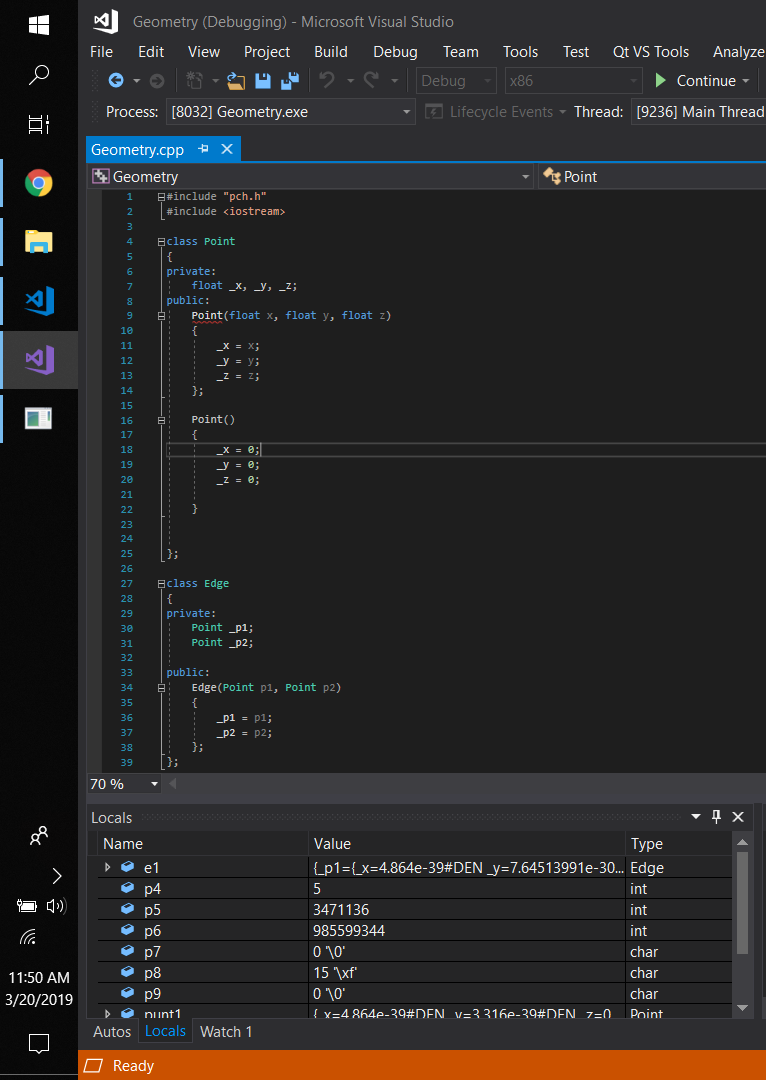 Geometry (Debugging) - Microsoft Visual Studio
File Edit View Project Build Debug Team Tools Test Qt VS Tools Analyze
Debug x86 Continue
Process: [8032] Geometry.exe Lifecycle Events Thread: [9236] Main Thread
Geometry.cpp
Geometry Point
1 #include "pch.h"
2 #include <iostream>
3
4 class Point
5 {
6 private:
7 float _x, _y, _z;
8 public:
9 Point(float x, float y, float z)
10 {
11 _x = x;
12 _y = y;
13 _z = z;
14 };
15
16 Point()
17 {
18 _x = 0;
19 _y = 0;
20 _z = 0;
21
22 }
23
24
25 };
26
27 class Edge
28 {
29 private:
30 Point _p1;
31 Point _p2;
32
33 public:
34 Edge(Point p1, Point p2)
35 {
36 _p1 = p1;
37 _p2 = p2;
38 };
39 };
70 %
Locals
Name Value Type
e1 {_p1={_x=4.864e-39#DEN _y=7.64513991e-30... Edge
p4 5 int
p5 3471136 int
p6 985599344 int
p7 0 '\0' char
p8 15 '\xf' char
p9 0 '\0' char
punt1 {_x=4.864e-39#DEN _y=3.316e-39#DEN _z=0... Point
Autos Locals Watch 1
Ready
11:50 AM
3/20/2019